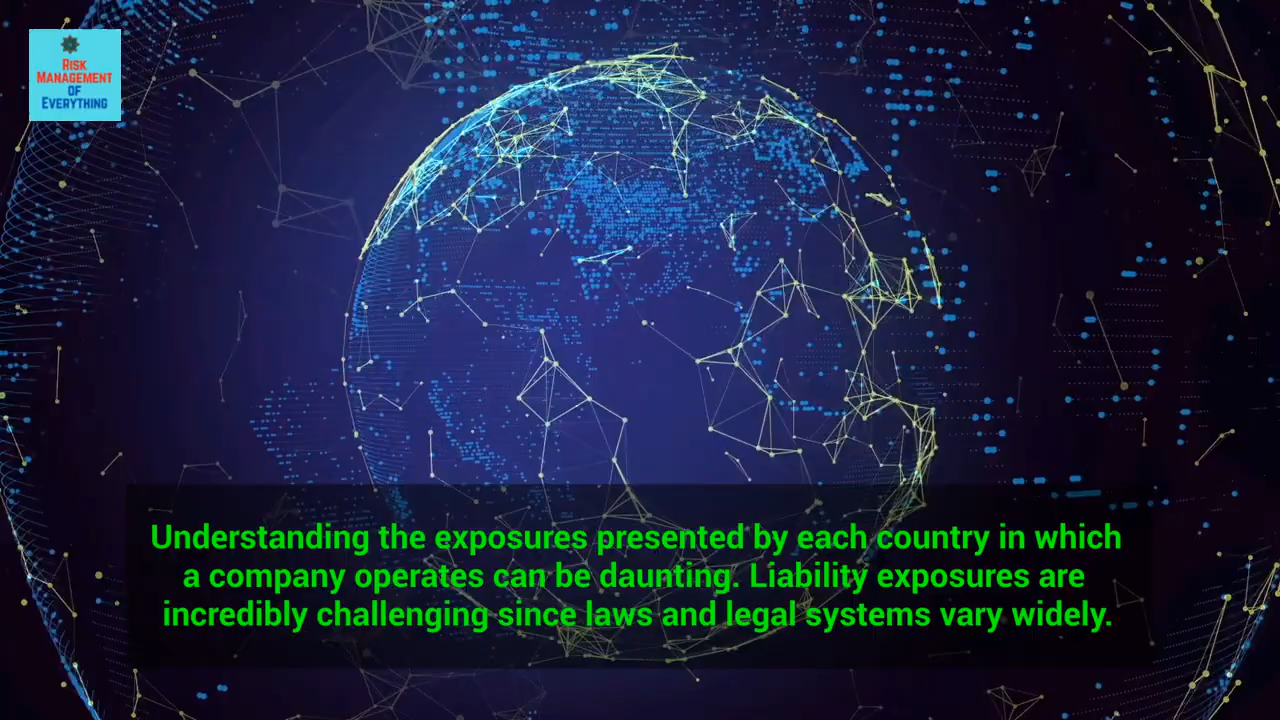 RISK
MANAGEMENT
OF
EVERYTHING
Understanding the exposures presented by each country in which
a company operates can be daunting. Liability exposures are
incredibly challenging since laws and legal systems vary widely.